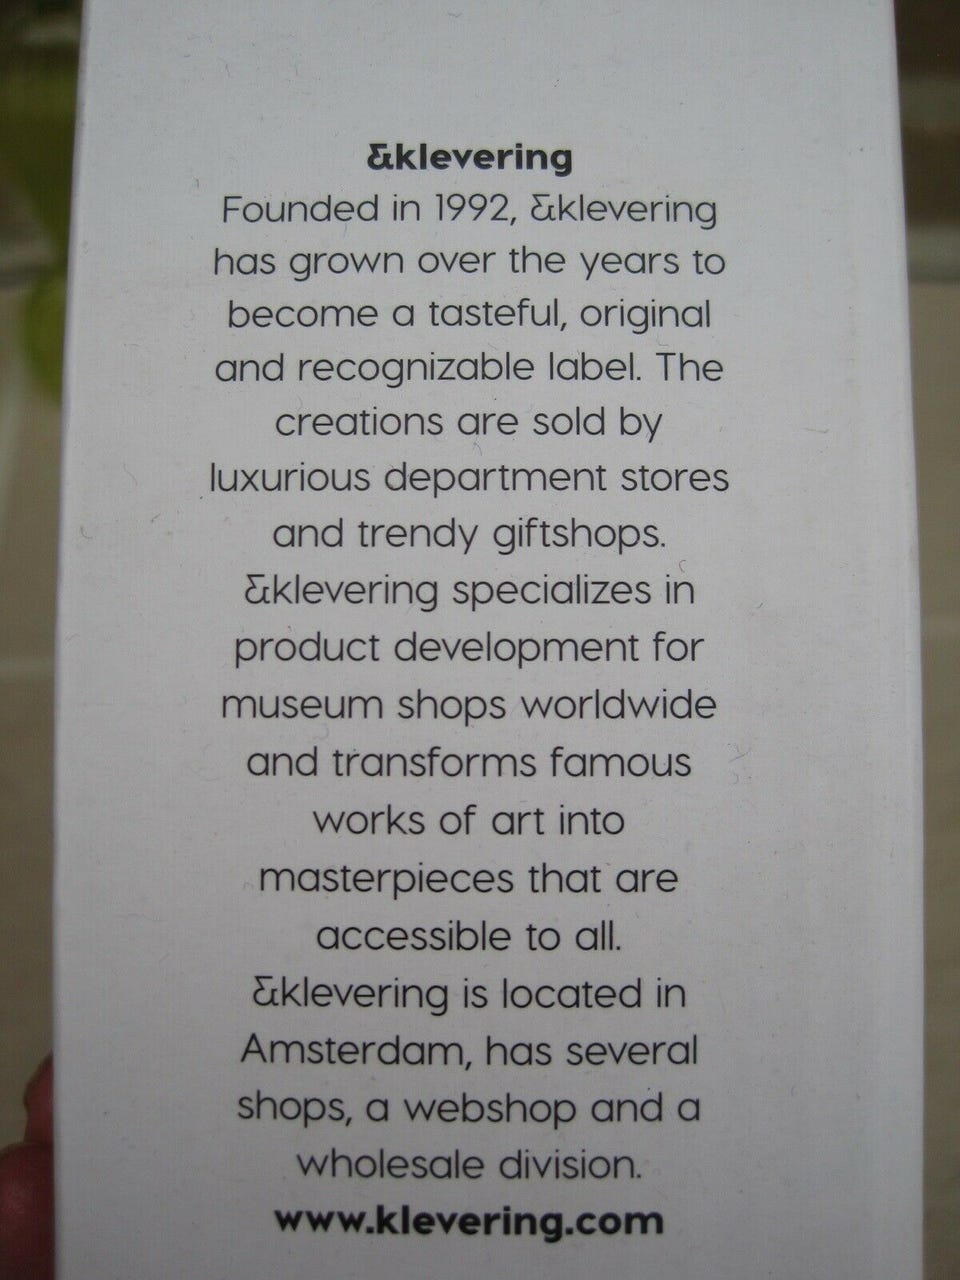 &klevering
Founded in 1992, &klevering
has grown over the years to
become a tasteful, original
and recognizable label. The
creations are sold by
luxurious department stores
and trendy giftshops.
&klevering specializes in
product development for
museum shops worldwide
and transforms famous
works of art into
masterpieces that are
accessible to all.
&klevering is located in
Amsterdam, has several
shops, a webshop and a
wholesale division.
www.klevering.com